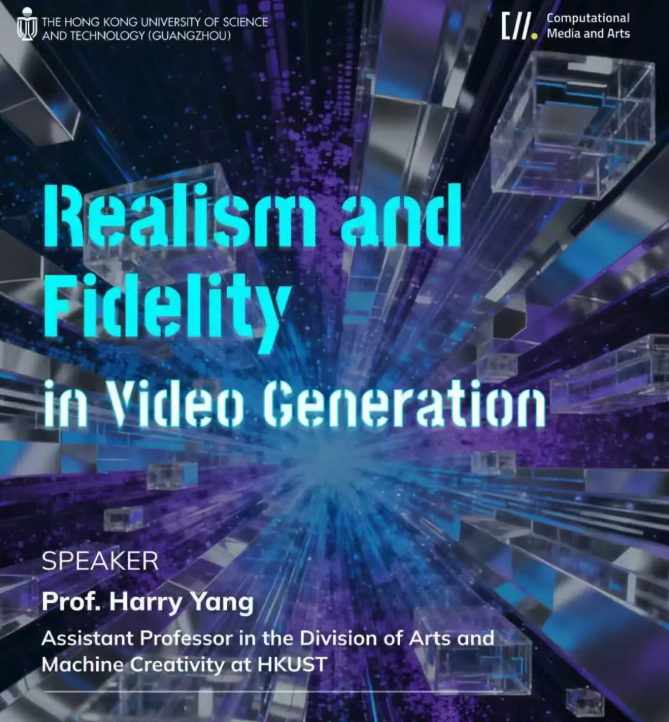 THE HONG KONG UNIVERSITY OF SCIENCE
AND TECHNOLOGY (GUANGZHOU)
Computational
Media and Arts
Realism and
Fidelity
in Video Generation
SPEAKER
Prof. Harry Yang
Assistant Professor in the Division of Arts and
Machine Creativity at HKUST